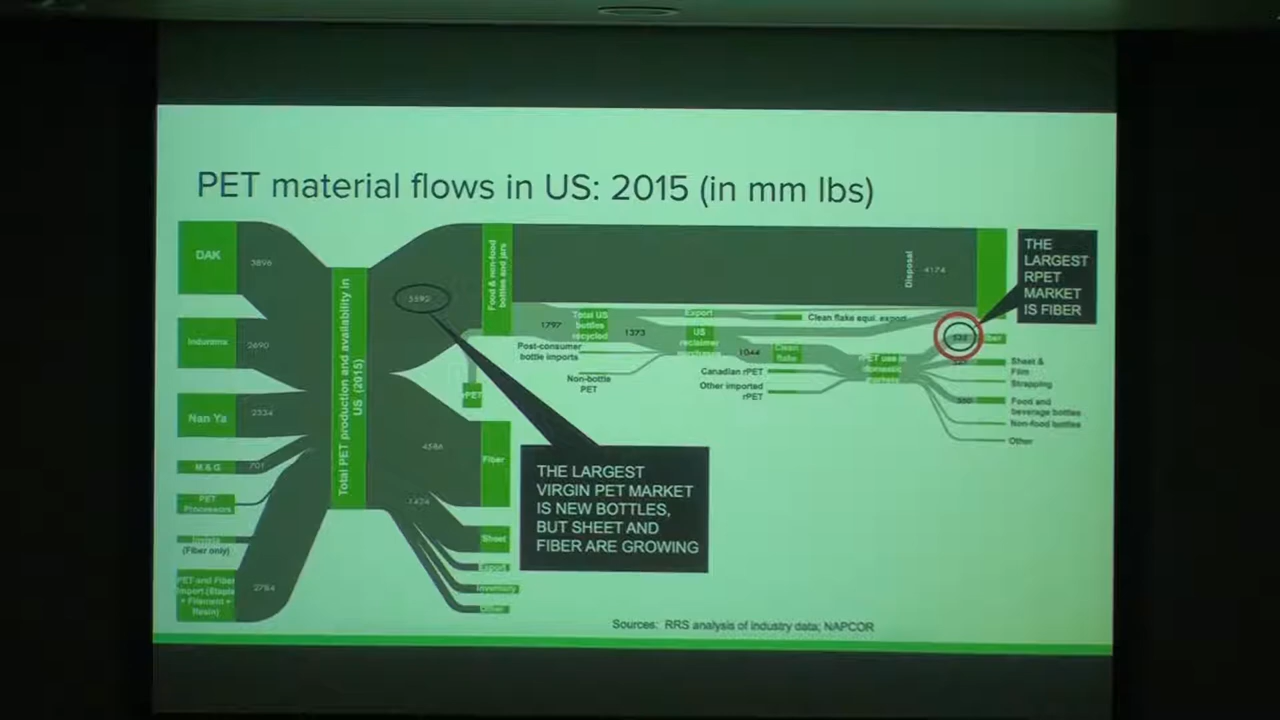 PET material flows in US: 2015 (in mm lbs)
DAK
3896
Indorama
2690
Nan Ya
2334
M & G
701
PET
Processors
(Fiber only)
PET and Fiber
Import (Staple
+ Filament +
Resin)
2784
Total PET production and availability in
US (2015)
5592
4586
1424
Food & non-food
bottles and jars
rPET
Fiber
Sheet
Export
Inventory
Other
1797
Total US
bottles
recycled
1373
Post-consumer
bottle imports
Non-bottle
PET
Export
US
reclaimer
1044
Clean
flake
Canadian rPET
Other imported
rPET
Clean flake equi. export
rPET use in
domestic
Disposal
4174
Fiber
Sheet &
Film
Strapping
Food and
beverage bottles
Non-food bottles
Other
THE
LARGEST
RPET
MARKET
IS FIBER
THE LARGEST
VIRGIN PET MARKET
IS NEW BOTTLES,
BUT SHEET AND
FIBER ARE GROWING
Sources: RRS analysis of industry data; NAPCOR